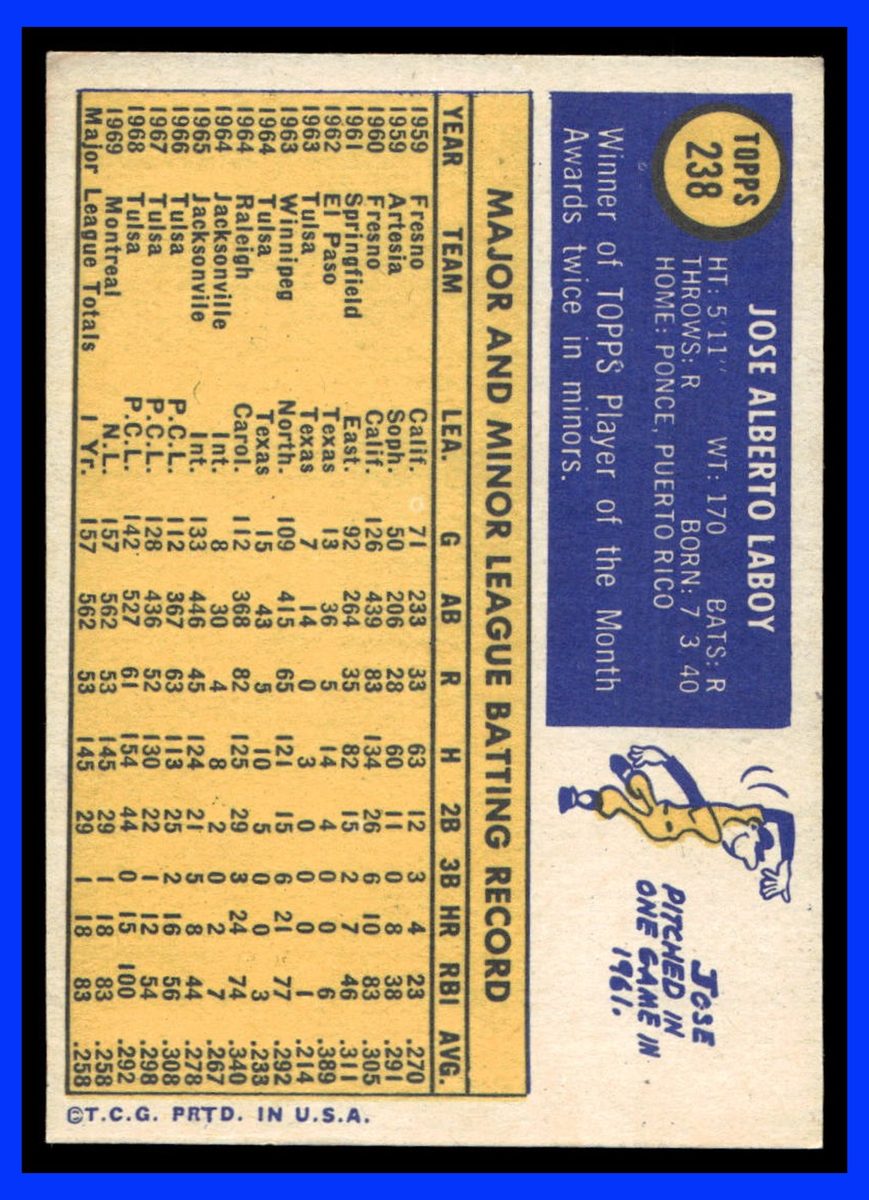 TOPPS
238
JOSE ALBERTO LABOY
HT: 5'11" WT: 170 BATS: R
THROWS: R BORN: 7 3 40
HOME: PONCE, PUERTO RICO
Winner of TOPPS Player of the Month
Awards twice in minors.
JOSE
PITCHED IN
ONE GAME IN
1961.
MAJOR AND MINOR LEAGUE BATTING RECORD
YEAR TEAM LEA. G AB R H 2B 3B HR RBI AVG.
1959 Fresno Calif. 71 233 33 63 12 3 4 23 .270
1959 Artesia Soph. 50 206 28 60 11 4 8 38 .291
1960 Fresno Calif. 126 439 83 134 26 6 10 83 .305
1961 Springfield East. 92 264 35 82 15 2 7 46 .311
1962 El Paso Texas 13 36 5 14 4 0 0 6 .389
1963 Tulsa Texas 7 14 0 3 0 0 0 1 .214
1963 Winnipeg North. 109 415 65 121 15 6 21 77 .292
1964 Tulsa Texas 15 43 5 10 5 0 0 3 .233
1964 Raleigh Carol. 112 368 82 125 29 3 24 74 .340
1964 Jacksonville Int. 8 30 4 8 2 0 2 7 .267
1965 Jacksonvile Int. 133 446 45 124 21 5 8 44 .278
1966 Tulsa P.C.L. 112 367 63 113 25 2 16 56 .308
1967 Tulsa P.C.L. 128 436 52 130 22 1 12 54 .298
1968 Tulsa P.C.L. 142 527 61 154 44 0 15 100 .292
1969 Montreal N.L. 157 562 53 145 29 1 18 83 .258
Major League Totals 1 Yr. 157 562 53 145 29 1 18 83 .258
©T.C.G. PRTD. IN U.S.A.